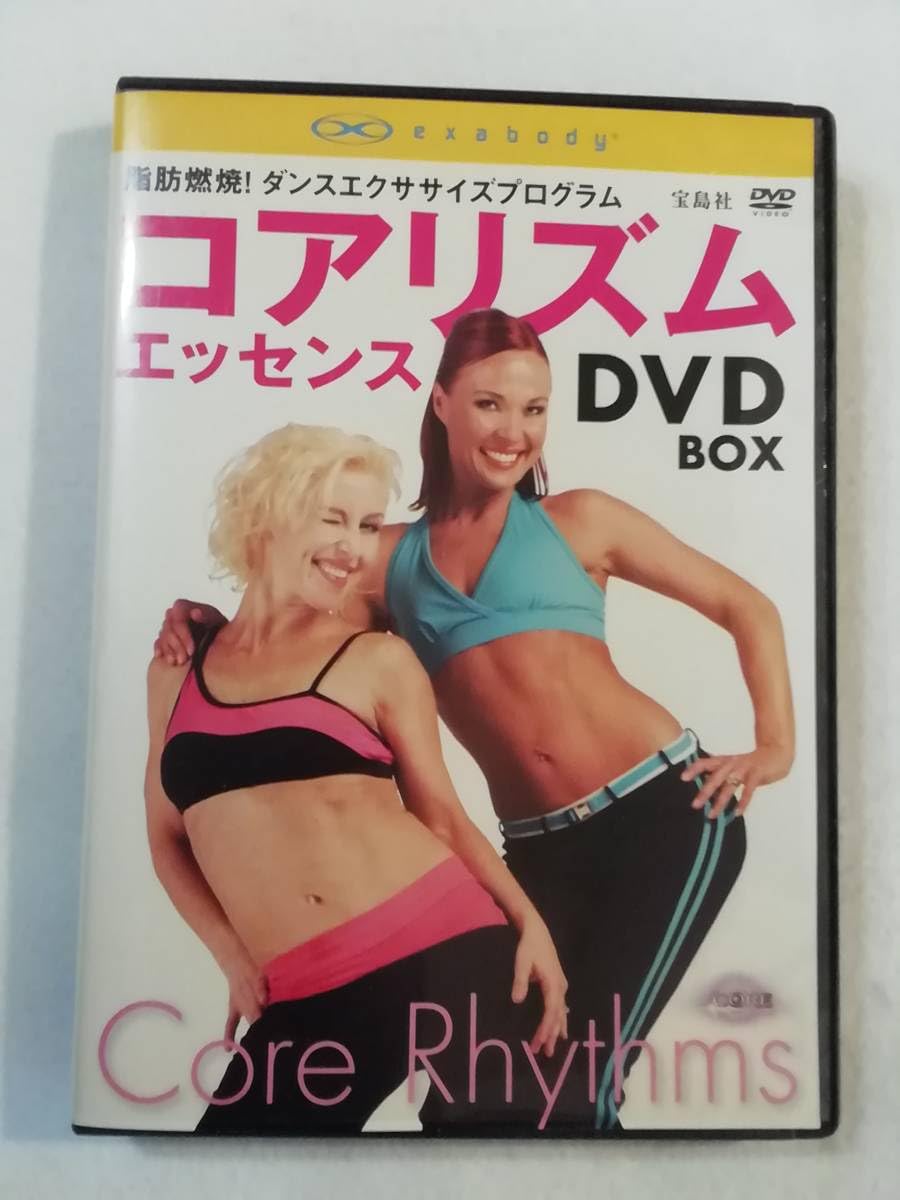 exabody®
脂肪燃焼！ダンスエクササイズプログラム
宝島社
DVD
VIDEO
コアリズム
エッセンス
DVD
BOX
CORE
Core Rhythms